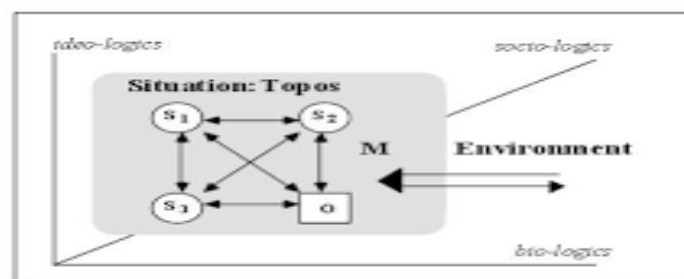 ideo-logics
socio-logics
Situation: Topos
S1 S2
M Environment
S3 O
bio-logics